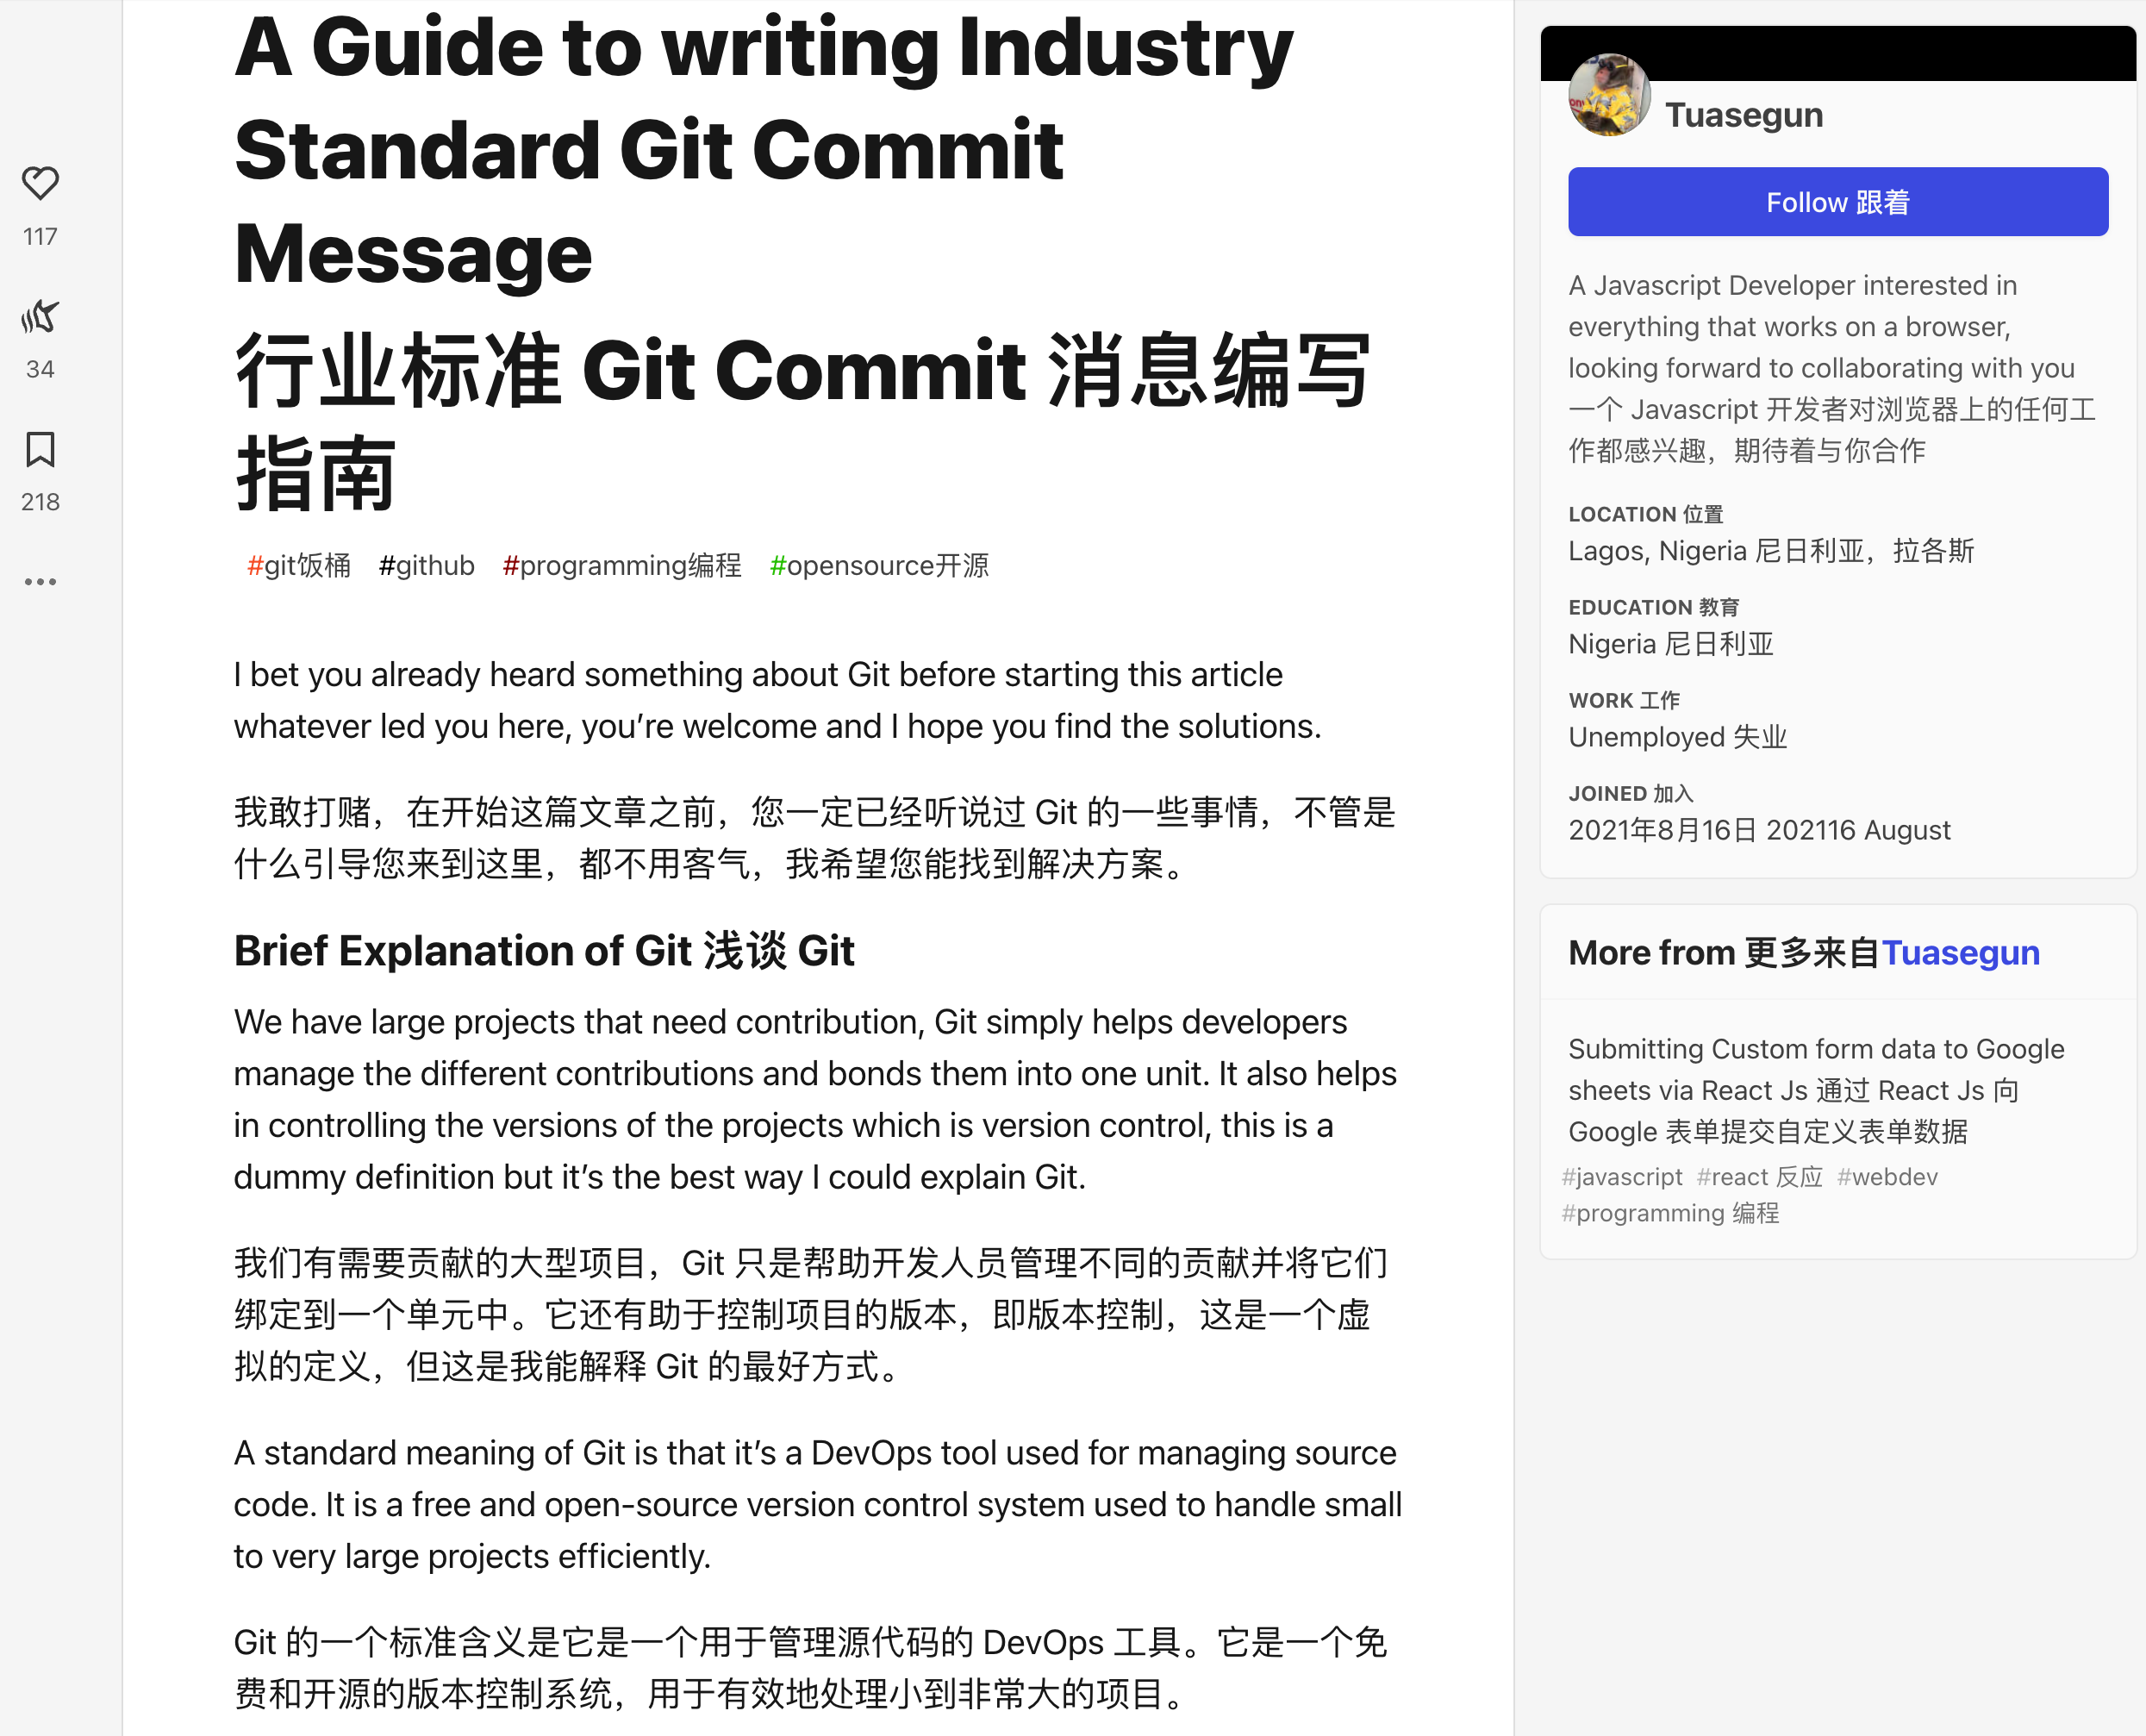 A Guide to writing Industry
Standard Git Commit
Message
行业标准 Git Commit 消息编写
指南
#git饭桶 #github #programming编程 #opensource开源
117
34
218
I bet you already heard something about Git before starting this article
whatever led you here, you’re welcome and I hope you find the solutions.
我敢打赌，在开始这篇文章之前，您一定已经听说过 Git 的一些事情，不管是
什么引导您来到这里，都不用客气，我希望您能找到解决方案。
Brief Explanation of Git 浅谈 Git
We have large projects that need contribution, Git simply helps developers
manage the different contributions and bonds them into one unit. It also helps
in controlling the versions of the projects which is version control, this is a
dummy definition but it’s the best way I could explain Git.
我们有需要贡献的大型项目，Git 只是帮助开发人员管理不同的贡献并将它们
绑定到一个单元中。它还有助于控制项目的版本，即版本控制，这是一个虚
拟的定义，但这是我能解释 Git 的最好方式。
A standard meaning of Git is that it’s a DevOps tool used for managing source
code. It is a free and open-source version control system used to handle small
to very large projects efficiently.
Git 的一个标准含义是它是一个用于管理源代码的 DevOps 工具。它是一个免
费和开源的版本控制系统，用于有效地处理小到非常大的项目。
Tuasegun
Follow 跟着
A Javascript Developer interested in
everything that works on a browser,
looking forward to collaborating with you
一个 Javascript 开发者对浏览器上的任何工
作都感兴趣，期待着与你合作
LOCATION 位置
Lagos, Nigeria 尼日利亚，拉各斯
EDUCATION 教育
Nigeria 尼日利亚
WORK 工作
Unemployed 失业
JOINED 加入
2021年8月16日 202116 August
More from 更多来自Tuasegun
Submitting Custom form data to Google
sheets via React Js 通过 React Js 向
Google 表单提交自定义表单数据
#javascript #react 反应 #webdev
#programming 编程